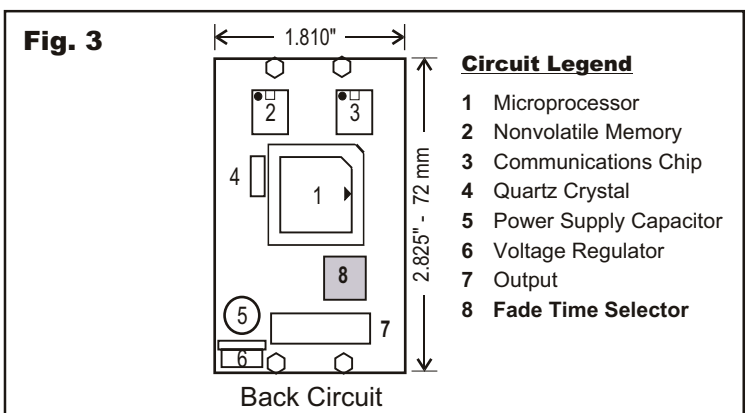 Fig. 3
1.810"
Circuit Legend
1 Microprocessor
2 Nonvolatile Memory
3 Communications Chip
4 Quartz Crystal
5 Power Supply Capacitor
6 Voltage Regulator
7 Output
8 Fade Time Selector
2 3
4
1
2.825" - 72 mm
8
5
7
6
Back Circuit